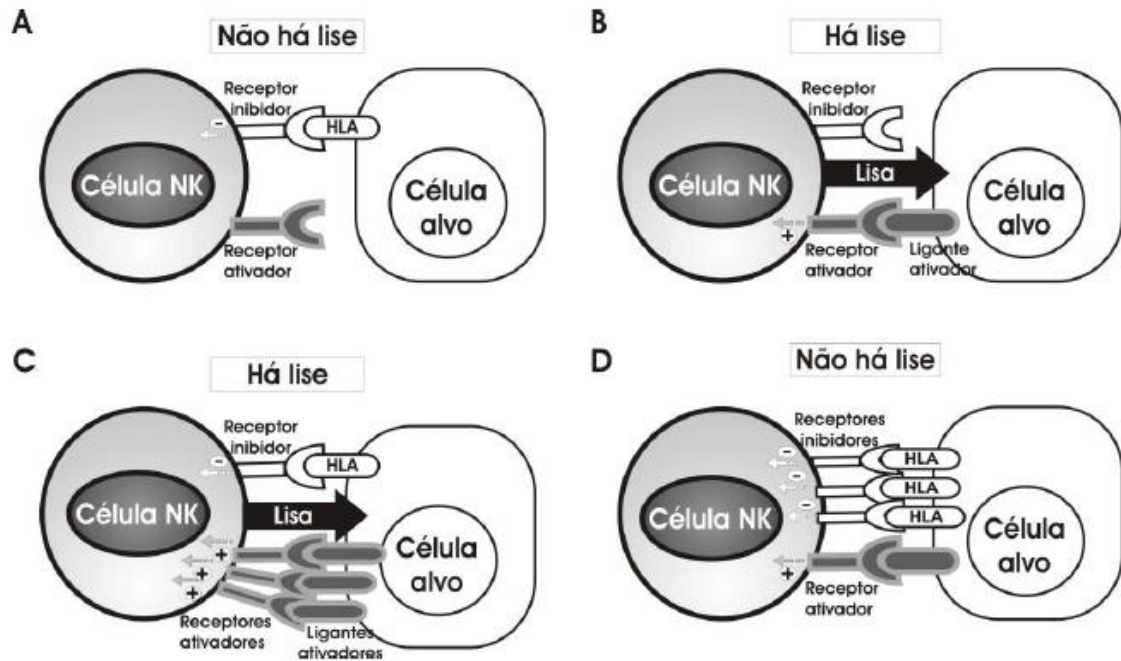 A
Não há lise
Receptor
inibidor
-
HLA
Célula NK
Célula
alvo
Receptor
ativador
B
Há lise
Receptor
inibidor
Célula NK
Lisa
Célula
alvo
+
Receptor
ativador
Ligante
ativador
C
Há lise
Receptor
inibidor
-
HLA
Célula NK
Lisa
Célula
alvo
+
+
+
Receptores
ativadores
Ligantes
ativadores
D
Não há lise
Receptores
inibidores
-
HLA
-
HLA
-
HLA
Célula NK
Célula
alvo
+
Receptor
ativador